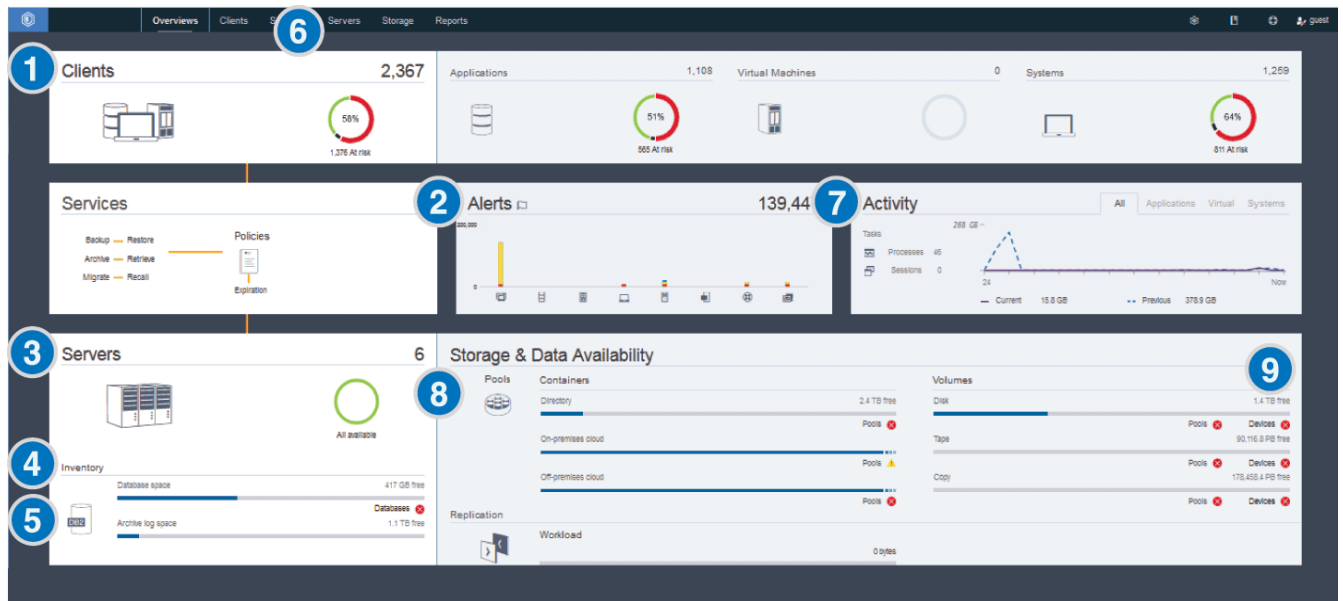 Overviews Clients S Servers Storage Reports guest
6
1 Clients 2,367 Applications 1,108 Virtual Machines 0 Systems 1,259
58% 51% 64%
1,376 At risk 565 At risk 811 At risk
Services 2 Alerts 139,44 7 Activity All Applications Virtual Systems
200,000 268 GB
Backup Restore Policies Tasks
Archive Retrieve Processes 46
Migrate Recall Sessions 0
Expiration 0 24 Now
Current 15.8 GB Previous 378.9 GB
3 Servers 6 Storage & Data Availability 9
8 Pools Containers Volumes
Directory 2.4 TB free Disk 1.4 TB free
Pools Pools Devices
All available On-premises cloud Tape 90,116.8 PB free
4 Pools Pools Devices
Inventory
Database space 417 GB free Off-premises cloud Copy 178,458.4 PB free
Databases Pools Pools Devices
5 DB2 Archive log space 1.1 TB free Replication
Workload
0 bytes